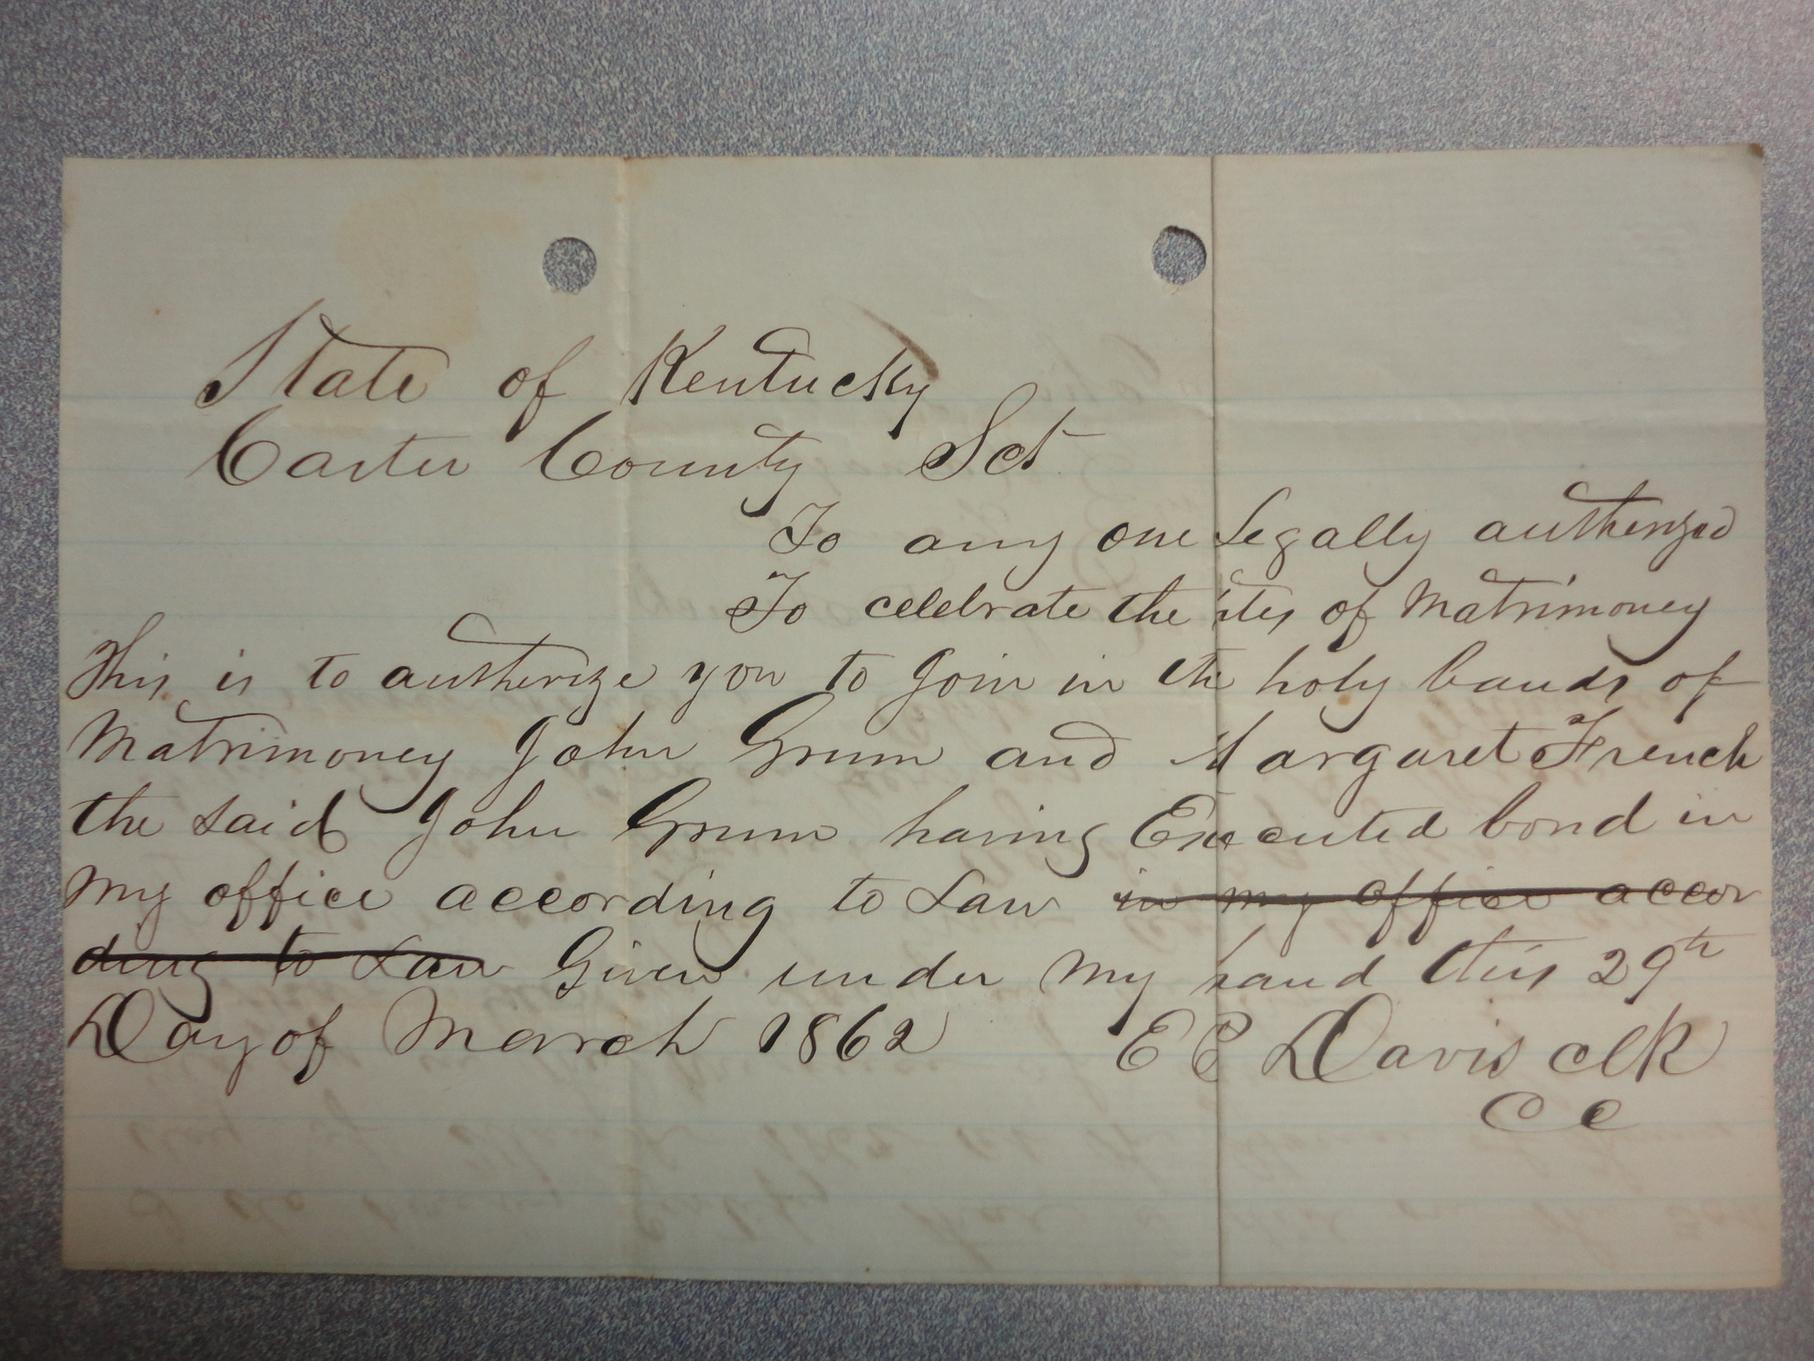 State of Kentucky
Carter County Sct
To any one Legally autherized
To celebrate the rites of Matrimoney
This is to autherize you to Join in the holy bands of
Matrimoney John Grum and Margaret French
the said John Grum having Executed bond in
my office according to Law in my office accor
ding to Law Given under my hand this 29th
Day of March 1862 E E Davis clk
C C